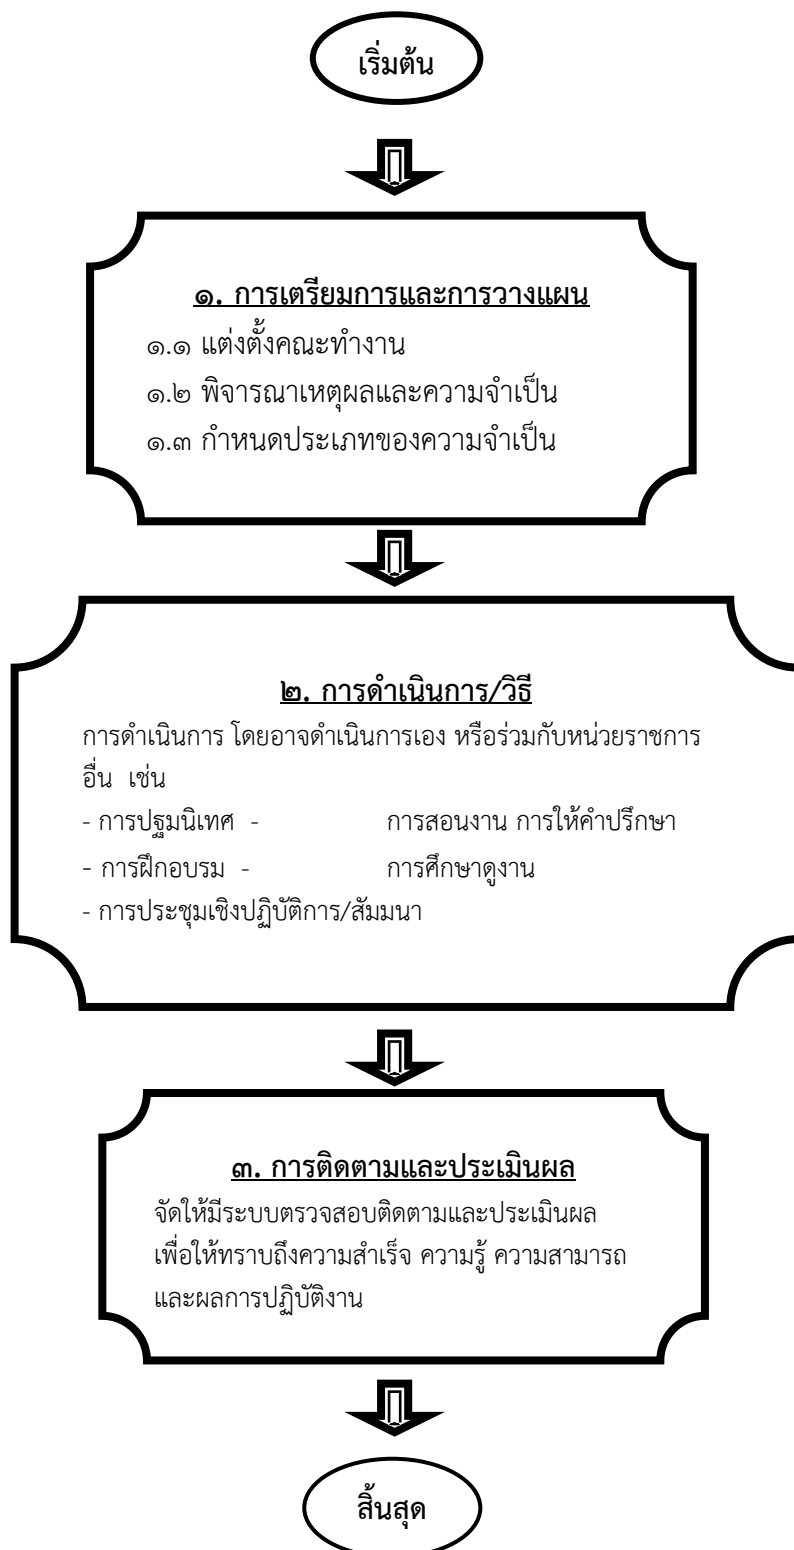 เริ่มต้น
๑. การเตรียมการและการวางแผน
๑.๑ แต่งตั้งคณะทำงาน
๑.๒ พิจารณาเหตุผลและความจำเป็น
๑.๓ กำหนดประเภทของความจำเป็น
๒. การดำเนินการ/วิธี
การดำเนินการ โดยอาจดำเนินการเอง หรือร่วมกับหน่วยราชการ
อื่น เช่น
- การปฐมนิเทศ - การสอนงาน การให้คำปรึกษา
- การฝึกอบรม - การศึกษาดูงาน
- การประชุมเชิงปฏิบัติการ/สัมมนา
๓. การติดตามและประเมินผล
จัดให้มีระบบตรวจสอบติดตามและประเมินผล
เพื่อให้ทราบถึงความสำเร็จ ความรู้ ความสามารถ
และผลการปฏิบัติงาน
สิ้นสุด